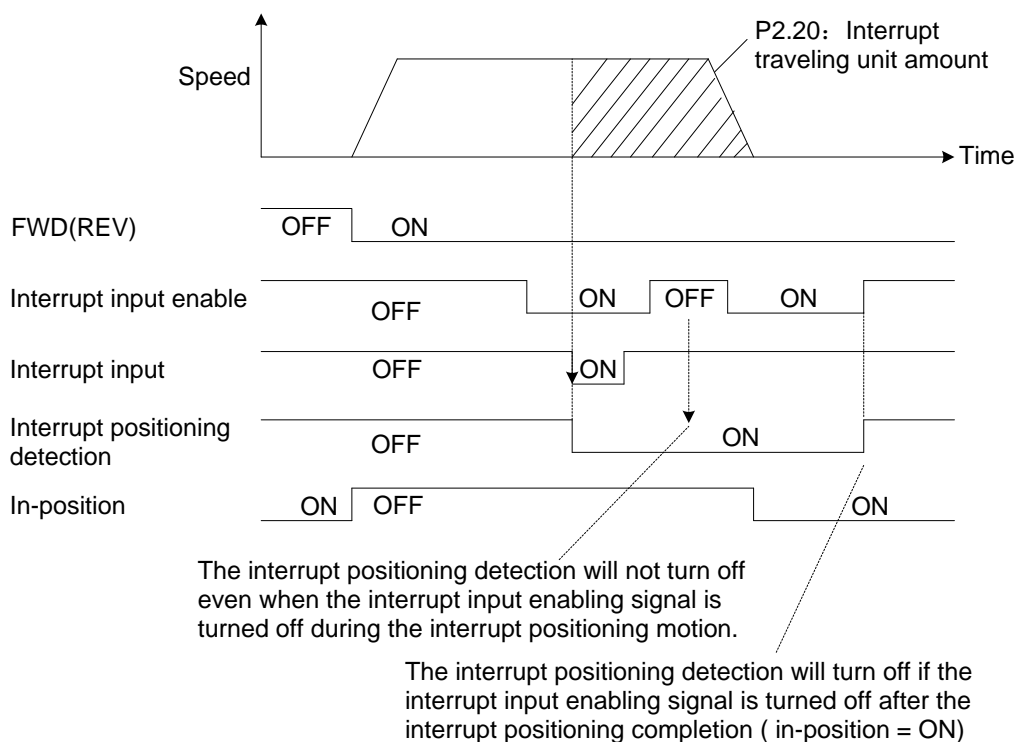 P2.20：Interrupt
traveling unit amount
Speed
Time
FWD(REV) OFF ON
Interrupt input enable OFF ON OFF ON
Interrupt input OFF ON
Interrupt positioning
detection OFF ON
In-position ON OFF ON
The interrupt positioning detection will not turn off
even when the interrupt input enabling signal is
turned off during the interrupt positioning motion.
The interrupt positioning detection will turn off if the
interrupt input enabling signal is turned off after the
interrupt positioning completion ( in-position = ON)